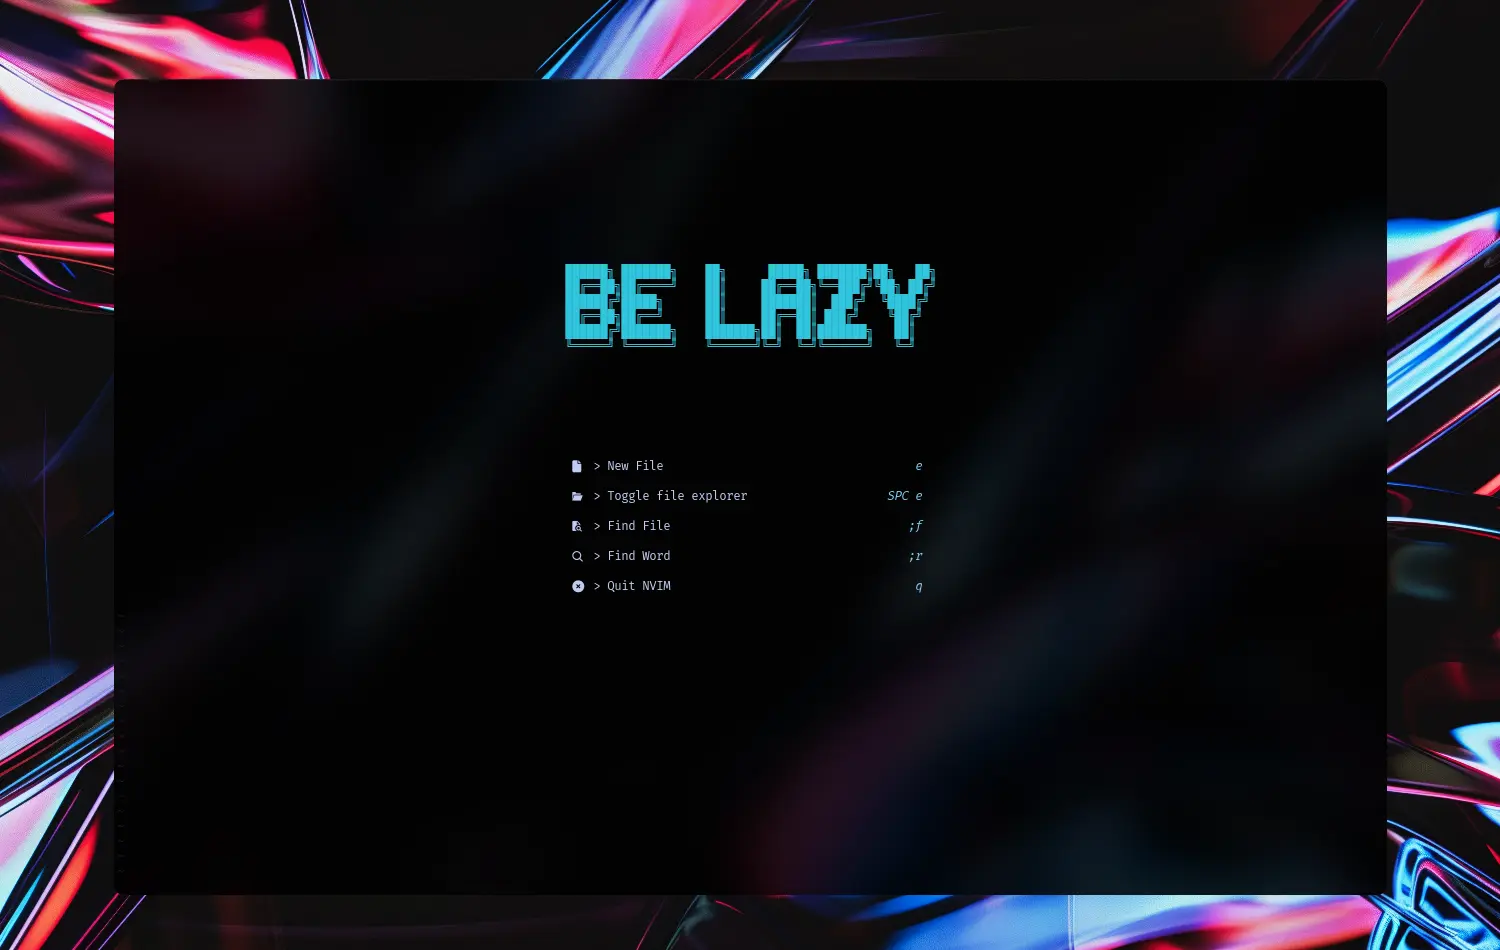 BE LAZY
> New File e
> Toggle file explorer SPC e
> Find File ;f
> Find Word ;r
> Quit NVIM q